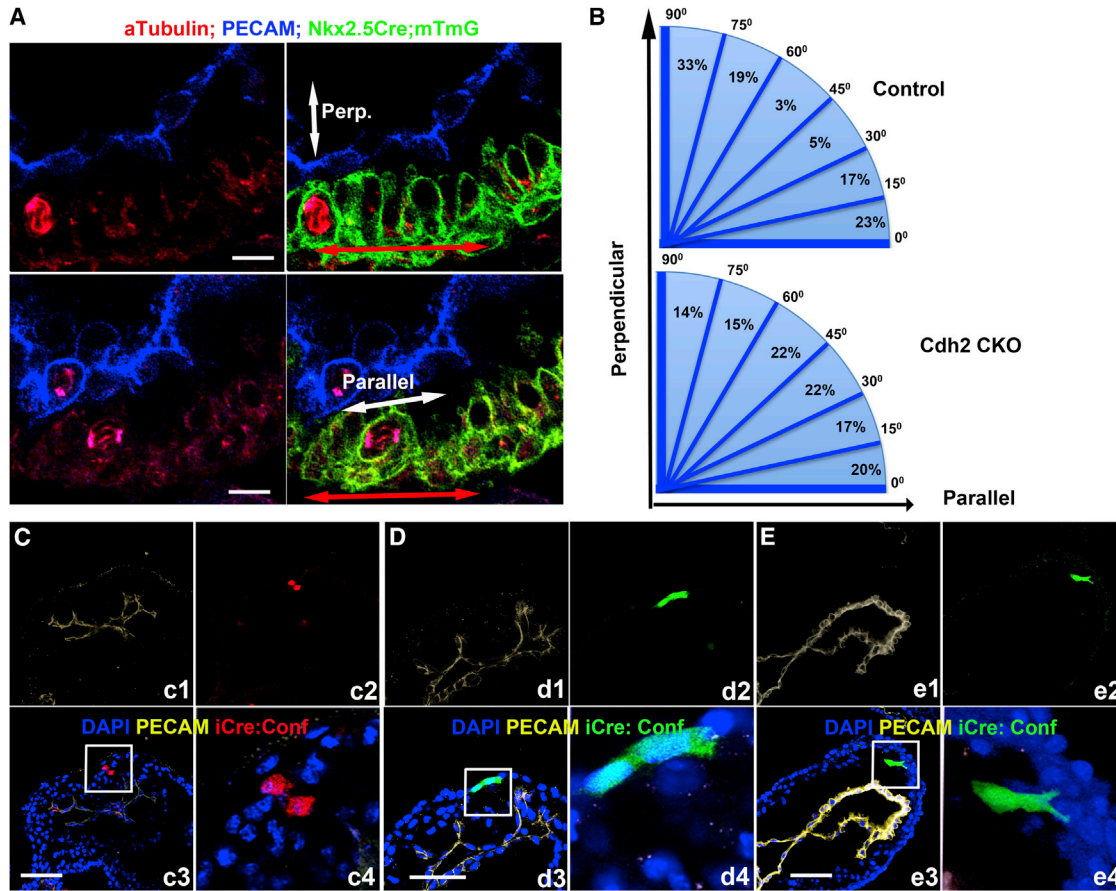 A
aTubulin; PECAM; Nkx2.5Cre;mTmG
Perp.
Parallel
B
Perpendicular
90⁰
75⁰
60⁰
45⁰
30⁰
15⁰
0⁰
33%
19%
3%
5%
17%
23%
Control
90⁰
75⁰
60⁰
45⁰
30⁰
15⁰
0⁰
14%
15%
22%
22%
17%
20%
Cdh2 CKO
Parallel
C
c1
c2
D
d1
d2
E
e1
e2
DAPI PECAM iCre:Conf
c3
c4
DAPI PECAM iCre: Conf
d3
d4
DAPI PECAM iCre: Conf
e3
e4